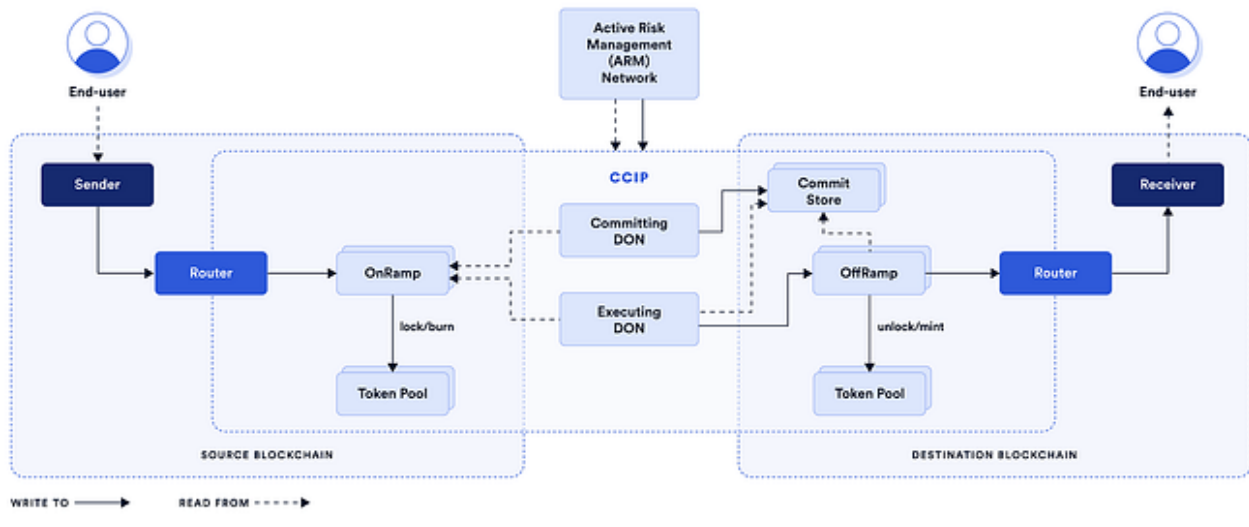 Active Risk
Management
(ARM)
Network
End-user
End-user
CCIP
Sender
Commit
Store
Receiver
Committing
DON
Router
OnRamp
OffRamp
Router
Executing
DON
lock/burn
unlock/mint
Token Pool
Token Pool
SOURCE BLOCKCHAIN
DESTINATION BLOCKCHAIN
WRITE TO
READ FROM